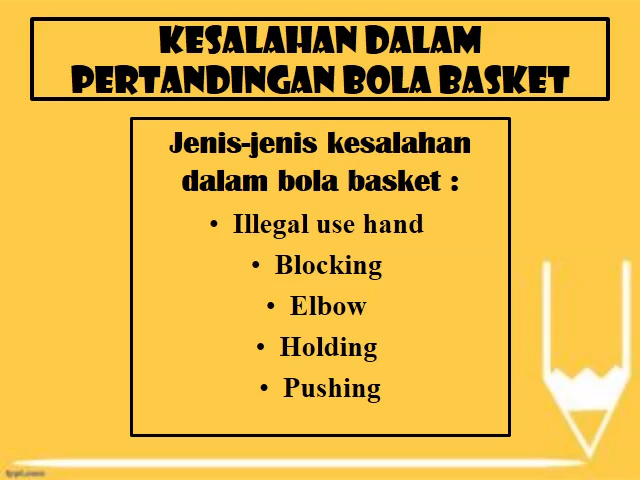 KESALAHAN DALAM
PERTANDINGAN BOLA BASKET
Jenis-jenis kesalahan
dalam bola basket :
• Illegal use hand
• Blocking
• Elbow
• Holding
• Pushing